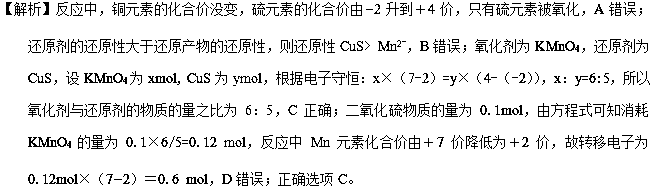 【解析】反应中，铜元素的化合价没变，硫元素的化合价由−2 升到+4 价，只有硫元素被氧化，A 错误；
还原剂的还原性大于还原产物的还原性，则还原性 CuS> Mn²⁻，B 错误；氧化剂为 KMnO₄，还原剂为
CuS，设 KMnO₄为 xmol, CuS 为 ymol，根据电子守恒：x×（7-2）=y×（4-（-2）），x：y=6:5，所以
氧化剂与还原剂的物质的量之比为 6：5，C 正确；二氧化硫物质的量为 0.1mol，由方程式可知消耗
KMnO₄ 的量为 0.1×6/5=0.12 mol，反应中 Mn 元素化合价由+7 价降低为+2 价，故转移电子为
0.12mol×（7−2）＝0.6 mol，D错误；正确选项 C。